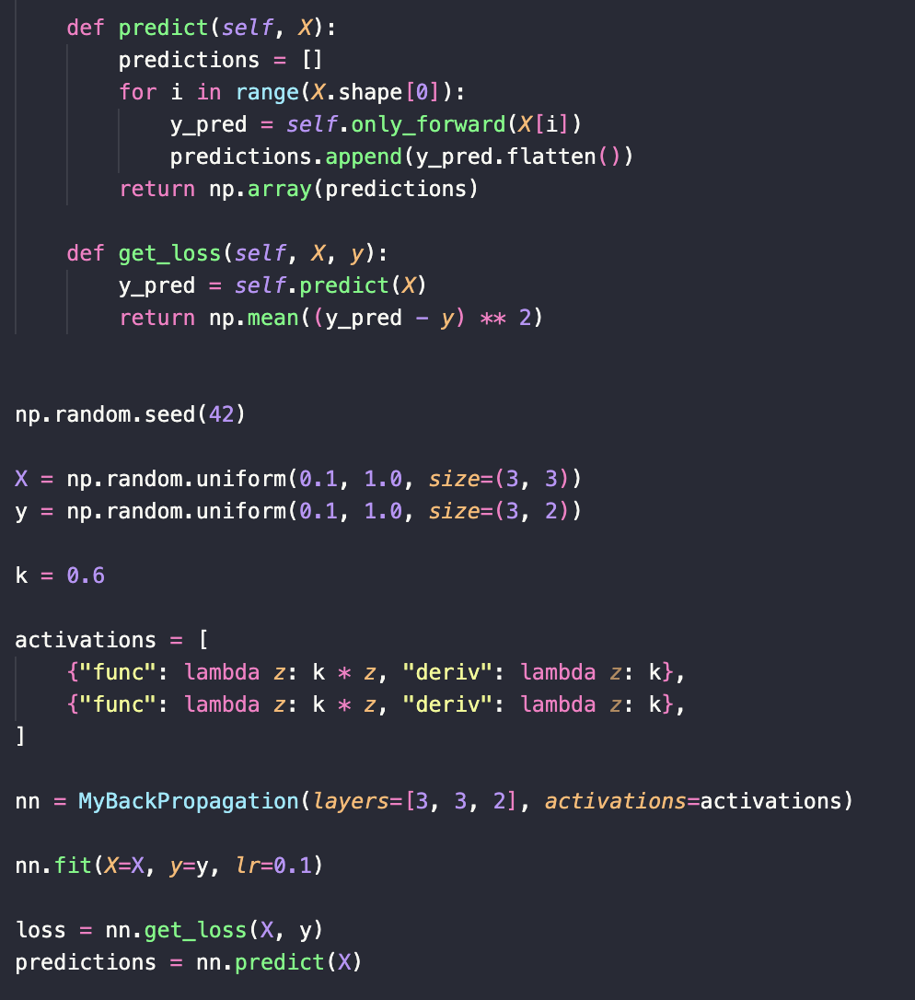 def predict(self, X):
predictions = []
for i in range(X.shape[0]):
y_pred = self.only_forward(X[i])
predictions.append(y_pred.flatten())
return np.array(predictions)
def get_loss(self, X, y):
y_pred = self.predict(X)
return np.mean((y_pred - y) ** 2)
np.random.seed(42)
X = np.random.uniform(0.1, 1.0, size=(3, 3))
y = np.random.uniform(0.1, 1.0, size=(3, 2))
k = 0.6
activations = [
{"func": lambda z: k * z, "deriv": lambda z: k},
{"func": lambda z: k * z, "deriv": lambda z: k},
]
nn = MyBackPropagation(layers=[3, 3, 2], activations=activations)
nn.fit(X=X, y=y, lr=0.1)
loss = nn.get_loss(X, y)
predictions = nn.predict(X)